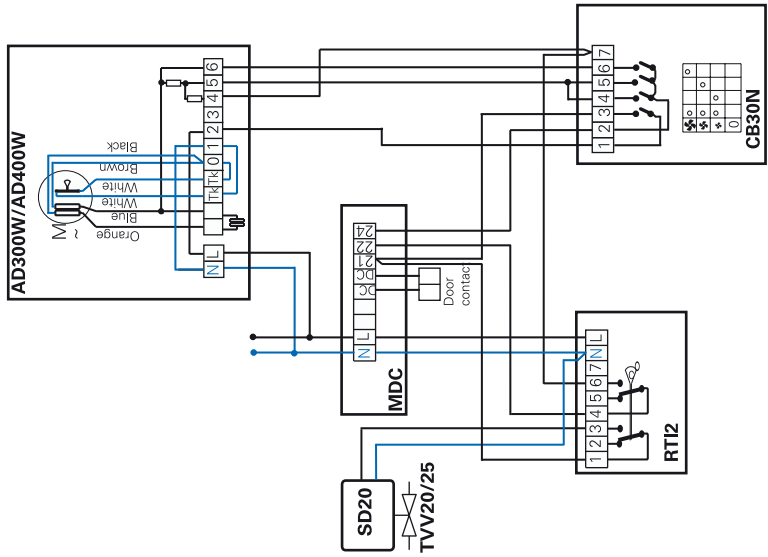 AD300W/AD400W
6
5
4
3
2
1
0
Tk
Tk
L
N
Black
Brown
White
White
Blue
Orange
M
~
CB30N
7
6
5
4
3
2
1
0
MDC
24
22
21
DC
DC
L
N
Door
contact
RTI2
L
N
7
6
5
4
3
2
1
SD20
TVV20/25